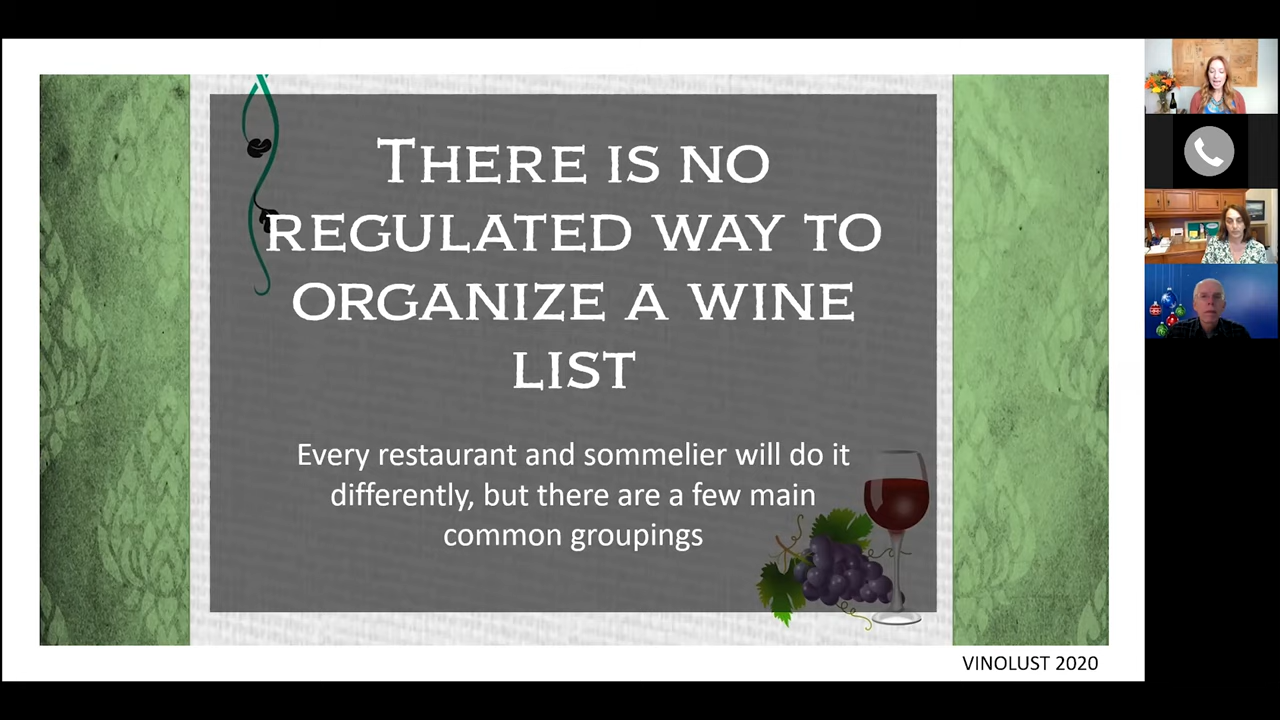 THERE IS NO
REGULATED WAY TO
ORGANIZE A WINE
LIST
Every restaurant and sommelier will do it
differently, but there are a few main
common groupings
VINOLUST 2020